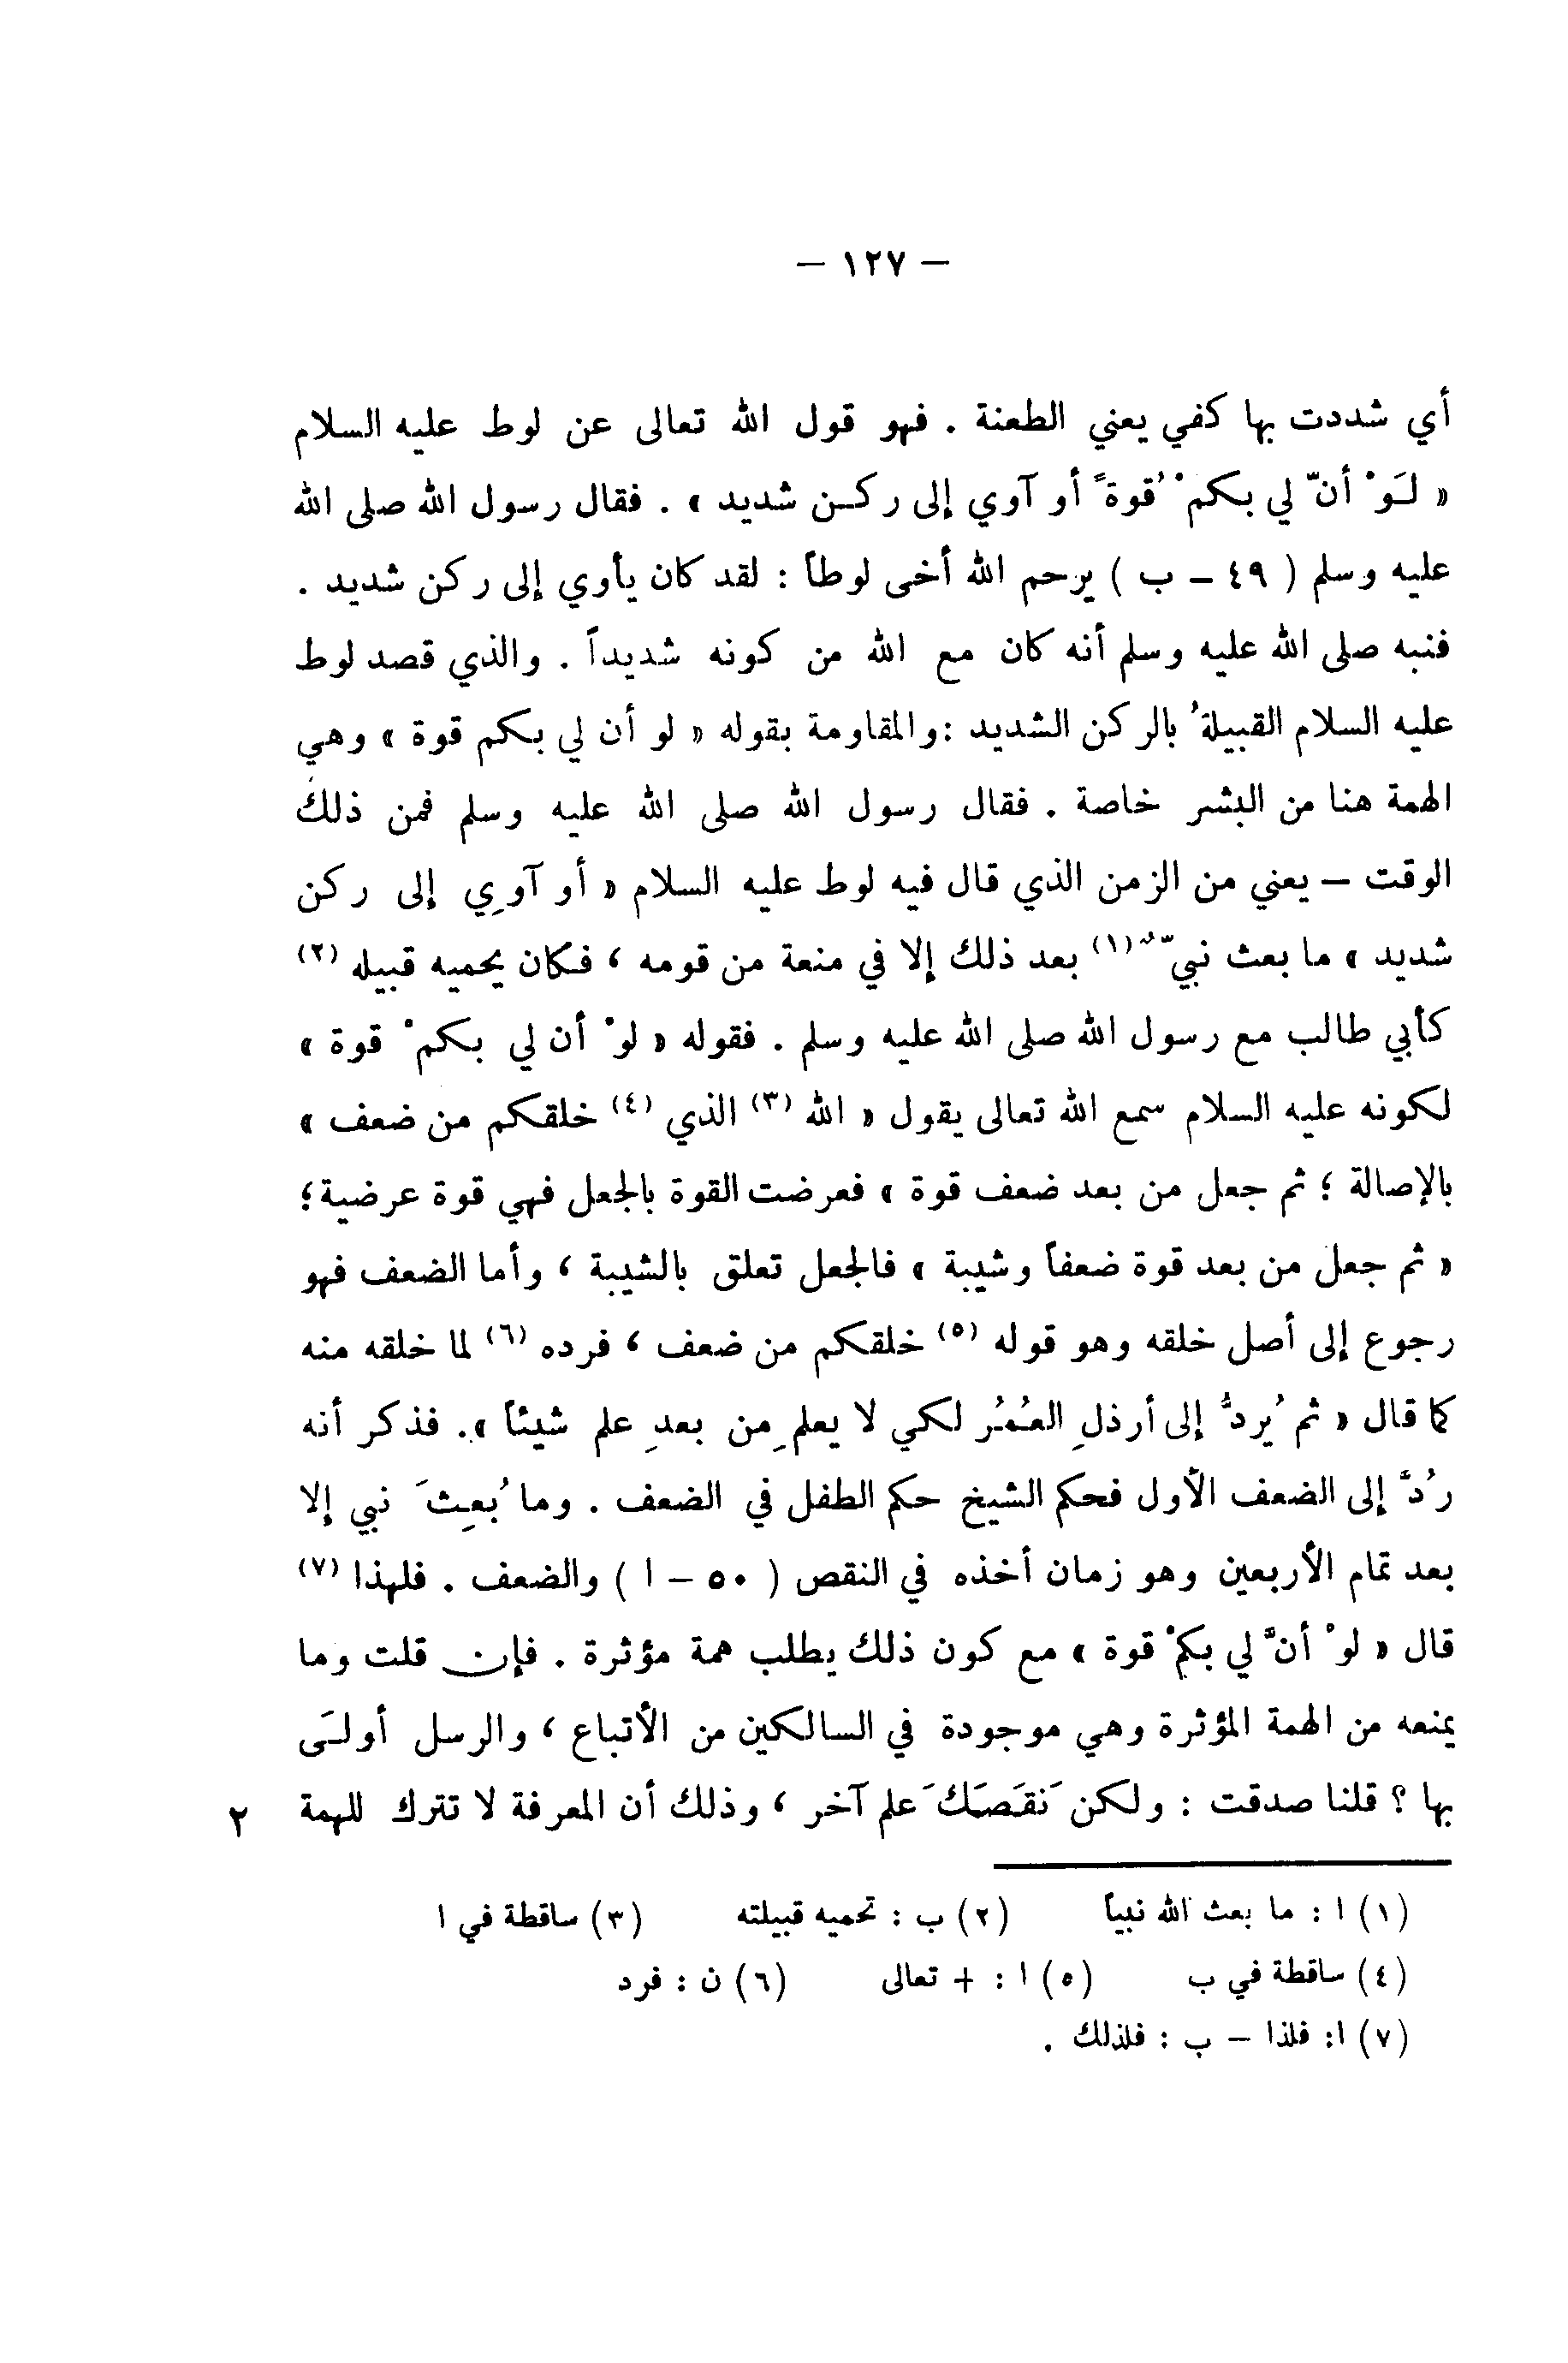 — ١٢٧ —
أي شددت بها كفي يعني الطعنة . فهو قول الله تعالى عن لوط عليه السلام
« لَوْ أنّ لي بكمْ قُوةً أو آوي إلى ركن شديد » . فقال رسول الله صلى الله
عليه وسلم ( ٤٩ – ب ) يرحم الله أخى لوطاً : لقد كان يأوي إلى ركن شديد .
فنبه صلى الله عليه وسلم أنه كان مع الله من كونه شديداً . والذي قصد لوط
عليه السلام القبيلةُ بالركن الشديد : والمقاومة بقوله « لو أن لي بكم قوة » وهي
الهمة هنا من البشر خاصة . فقال رسول الله صلى الله عليه وسلم فمن ذلك
الوقت – يعني من الزمن الذي قال فيه لوط عليه السلام « أو آوِي إلى ركن
شديد » ما بعث نبيٌّ (١) بعد ذلك إلا في منعة من قومه ، فكان يحميه قبيله (٢)
كأبي طالب مع رسول الله صلى الله عليه وسلم . فقوله « لوْ أن لي بكمْ قوة »
لكونه عليه السلام سمع الله تعالى يقول « الله (٣) الذي (٤) خلقكم من ضعف »
بالإصالة ؛ ثم جعل من بعد ضعف قوة » فعرضت القوة بالجعل فهي قوة عرضية ؛
« ثم جعل من بعد قوة ضعفاً وشيبة » فالجعل تعلق بالشيبة ، وأما الضعف فهو
رجوع إلى أصل خلقه وهو قوله (٥) خلقكم من ضعف ، فرده (٦) لما خلقه منه
كما قال « ثم يُردُّ إلى أرذلِ العُمُر لكي لا يعلم مِن بعدِ علم شيئاً » . فذكر أنه
رُدَّ إلى الضعف الأول فحكم الشيخ حكم الطفل في الضعف . وما بُعِثَ نبي إلا
بعد تمام الأربعين وهو زمان أخذه في النقص ( ٥٠ – ا ) والضعف . فلهذا (٧)
قال « لوْ أنَّ لي بكمْ قوة » مع كون ذلك يطلب همة مؤثرة . فإن قلت وما
يمنعه من الهمة المؤثرة وهي موجودة في السالكين من الأتباع ، والرسل أولَى
بها ؟ قلنا صدقت : ولكن نَقَصَكَ علم آخر ، وذلك أن المعرفة لا تترك للهمة ٢
(١) ا : ما بعث الله نبياً (٢) ب : تحميه قبيلته (٣) ساقطة في ا
(٤) ساقطة في ب (٥) ا : + تعالى (٦) ن : فرد
(٧) ا: فلذا – ب : فلذلك .